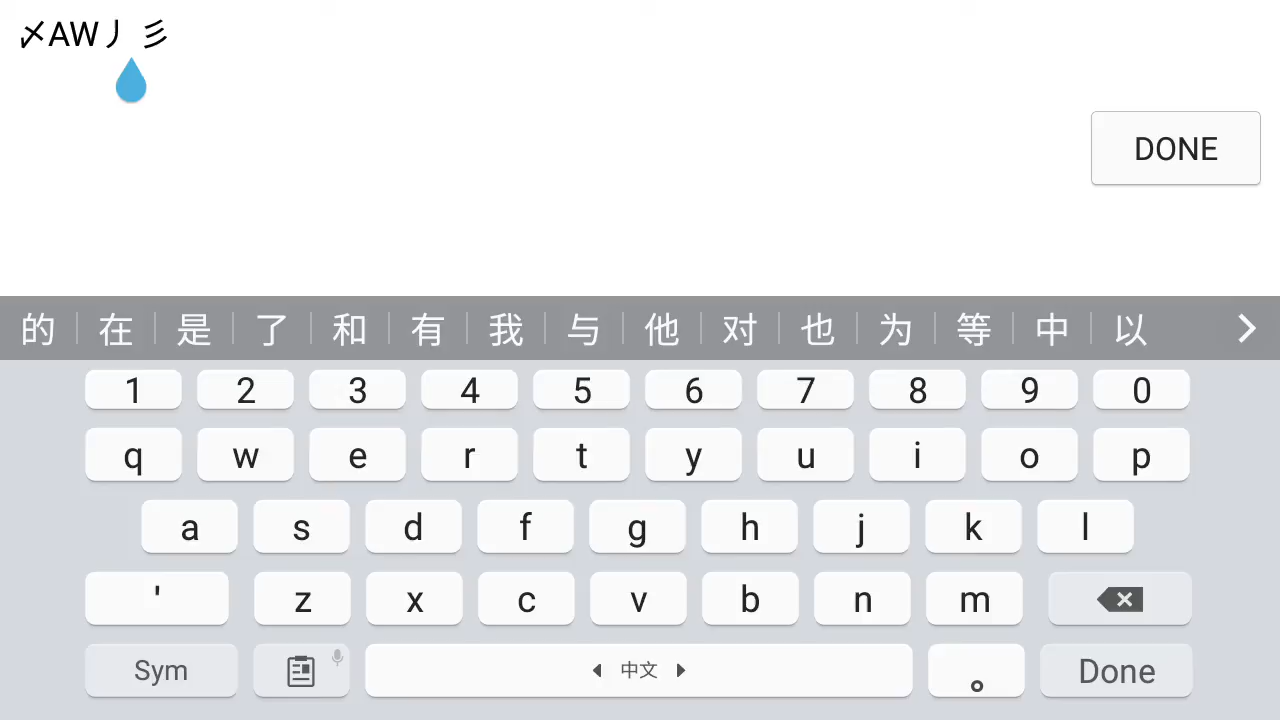 〆AW丿 彡
DONE
的 在 是 了 和 有 我 与 他 对 也 为 等 中 以
1 2 3 4 5 6 7 8 9 0
q w e r t y u i o p
a s d f g h j k l
' z x c v b n m
Sym 中文 。 Done